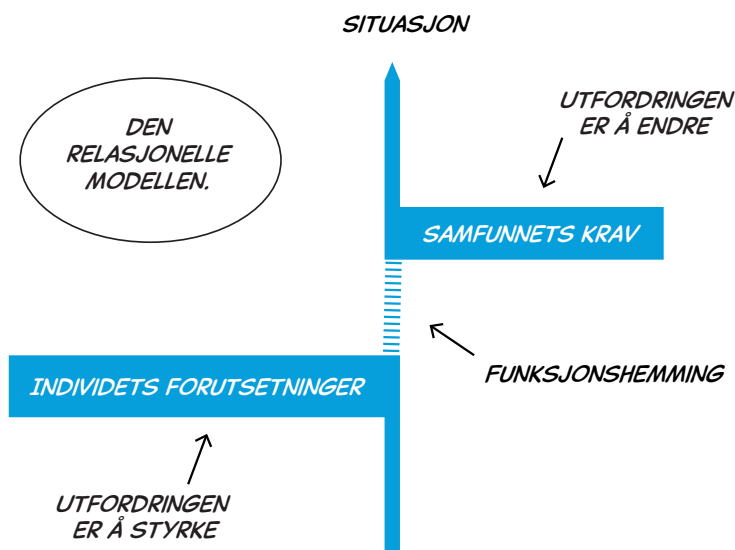 SITUASJON
DEN
RELASJONELLE
MODELLEN.
UTFORDRINGEN
ER Å ENDRE
SAMFUNNETS KRAV
FUNKSJONSHEMMING
INDIVIDETS FORUTSETNINGER
UTFORDRINGEN
ER Å STYRKE